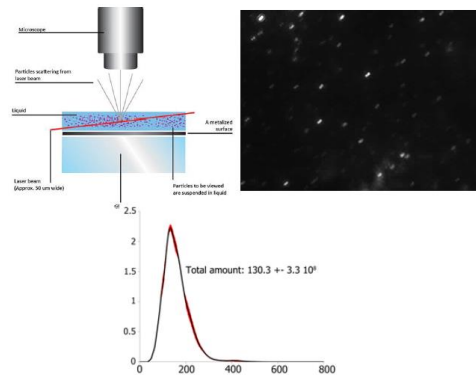 Microscope
Particles scattering from
laser beam
Liquid
A metalized
surface
Laser beam
(Approx. 50 um wide)
Particles to be viewed
are suspended in liquid
2.5
2
1.5
1
0.5
0
Total amount: 130.3 +- 3.3 10⁸
0
200
400
600
800